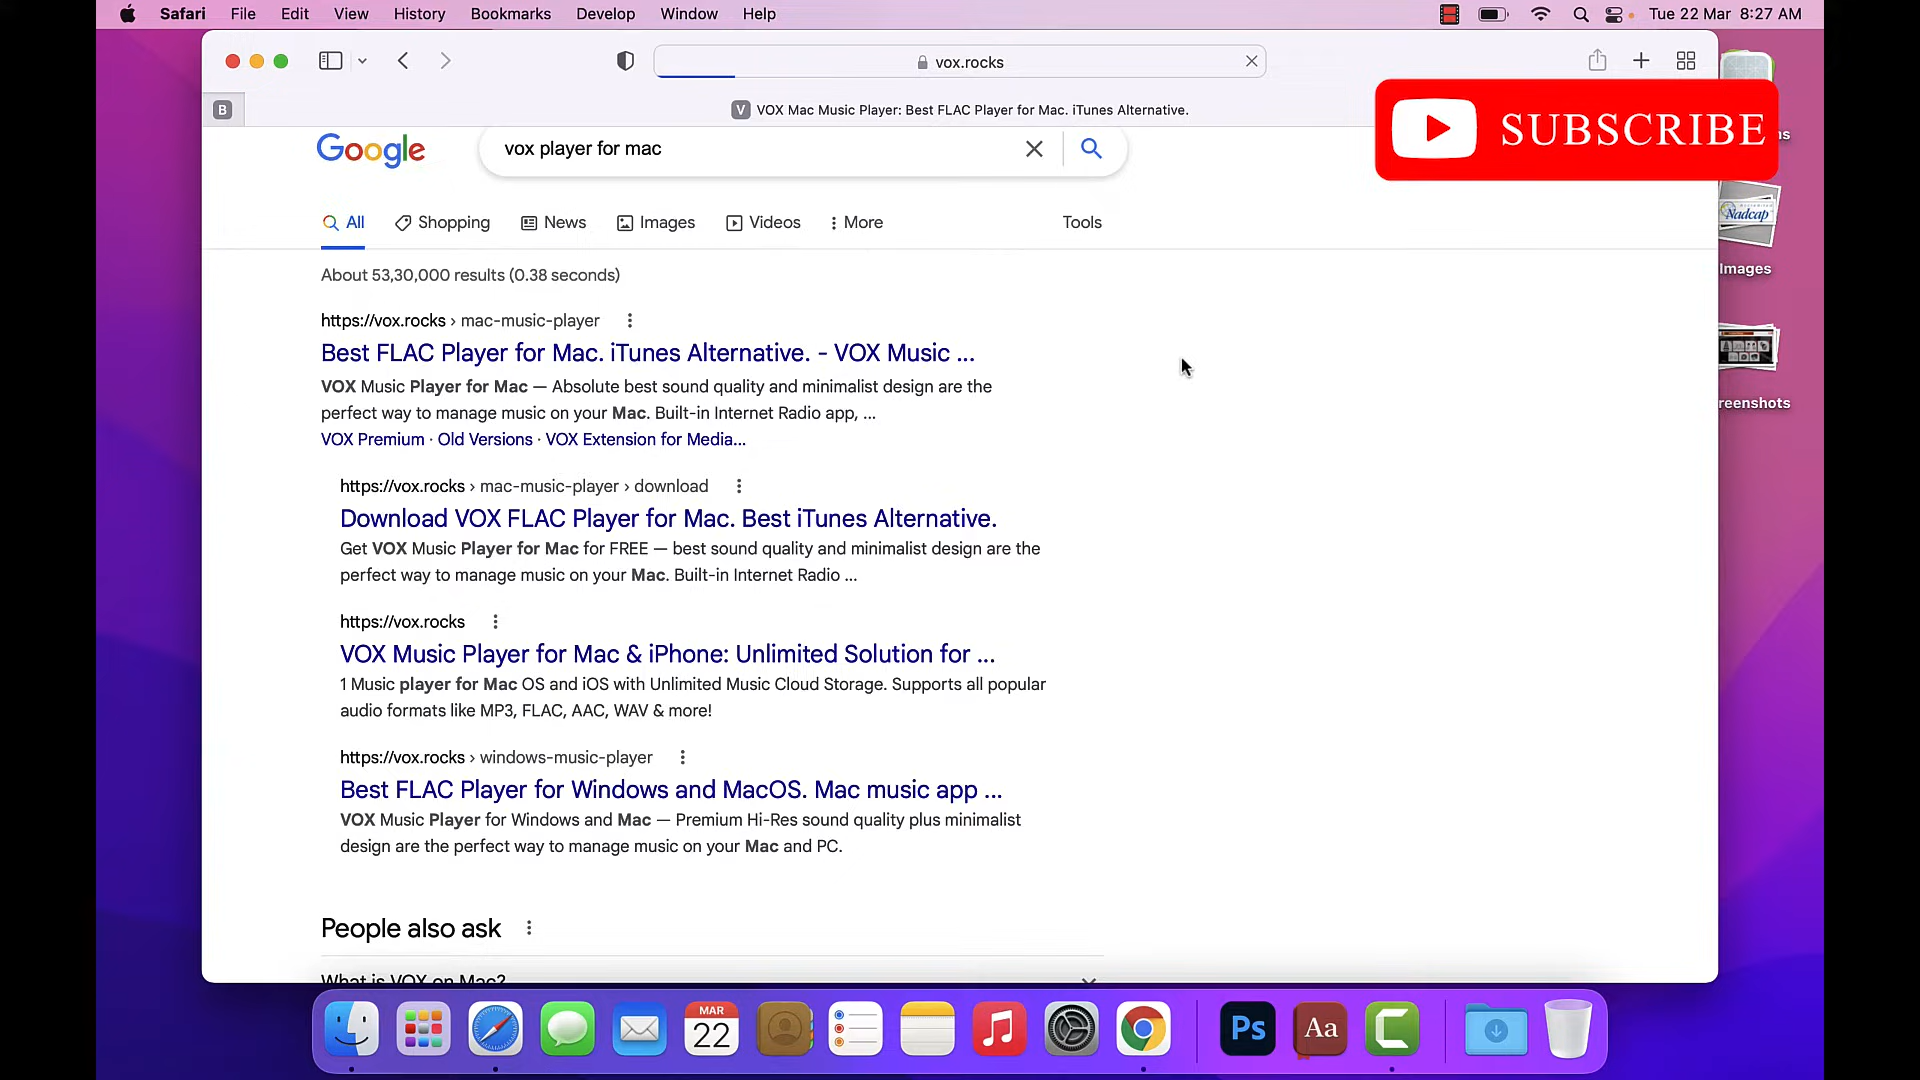 Safari File Edit View History Bookmarks Develop Window Help Tue 22 Mar 8:27 AM
vox.rocks
B
V VOX Mac Music Player: Best FLAC Player for Mac. iTunes Alternative.
SUBSCRIBE
Google vox player for mac
All Shopping News Images Videos More Tools
Nadcap
Images
reenshots
About 53,30,000 results (0.38 seconds)
https://vox.rocks › mac-music-player
Best FLAC Player for Mac. iTunes Alternative. - VOX Music ...
VOX Music Player for Mac — Absolute best sound quality and minimalist design are the
perfect way to manage music on your Mac. Built-in Internet Radio app, ...
VOX Premium · Old Versions · VOX Extension for Media...
https://vox.rocks › mac-music-player › download
Download VOX FLAC Player for Mac. Best iTunes Alternative.
Get VOX Music Player for Mac for FREE — best sound quality and minimalist design are the
perfect way to manage music on your Mac. Built-in Internet Radio ...
https://vox.rocks
VOX Music Player for Mac & iPhone: Unlimited Solution for ...
1 Music player for Mac OS and iOS with Unlimited Music Cloud Storage. Supports all popular
audio formats like MP3, FLAC, AAC, WAV & more!
https://vox.rocks › windows-music-player
Best FLAC Player for Windows and MacOS. Mac music app ...
VOX Music Player for Windows and Mac — Premium Hi-Res sound quality plus minimalist
design are the perfect way to manage music on your Mac and PC.
People also ask
What is VOX on Mac?
MAR
22
Ps
Aa